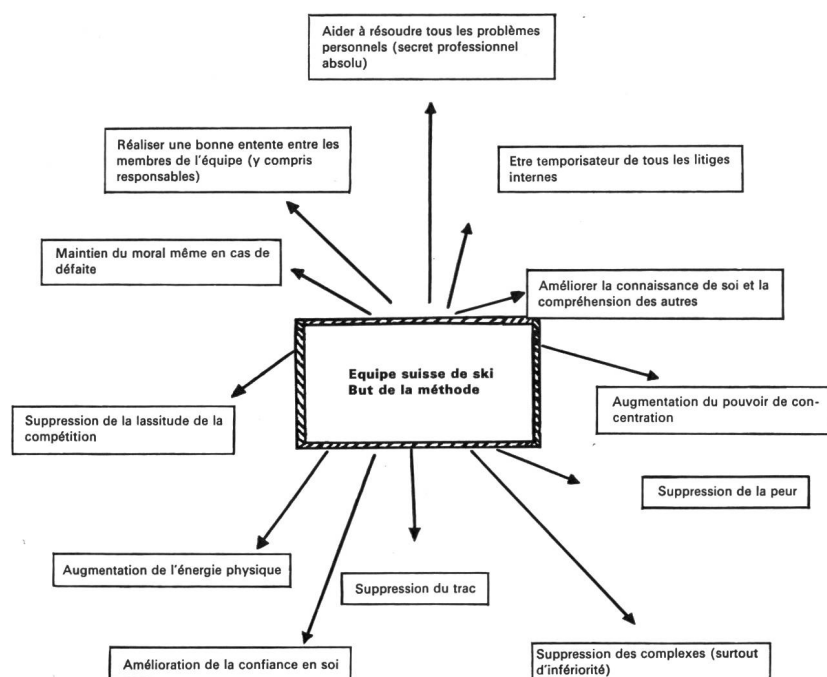 Aider à résoudre tous les problèmes
personnels (secret professionnel
absolu)
Réaliser une bonne entente entre les
membres de l'équipe (y compris
responsables)
Etre temporisateur de tous les litiges
internes
Maintien du moral même en cas de
défaite
Améliorer la connaissance de soi et la
compréhension des autres
Equipe suisse de ski
But de la méthode
Suppression de la lassitude de la
compétition
Augmentation du pouvoir de con-
centration
Suppression de la peur
Augmentation de l'énergie physique
Suppression du trac
Amélioration de la confiance en soi
Suppression des complexes (surtout
d'infériorité)